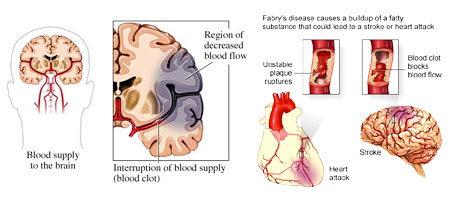 Blood supply
to the brain
Region of
decreased
blood flow
Interruption of blood supply
(blood clot)
Fabry's disease causes a buildup of a fatty
substance that could lead to a stroke or heart attack
Unstable
plaque
ruptures
Blood clot
blocks
blood flow
Heart
attack
Stroke